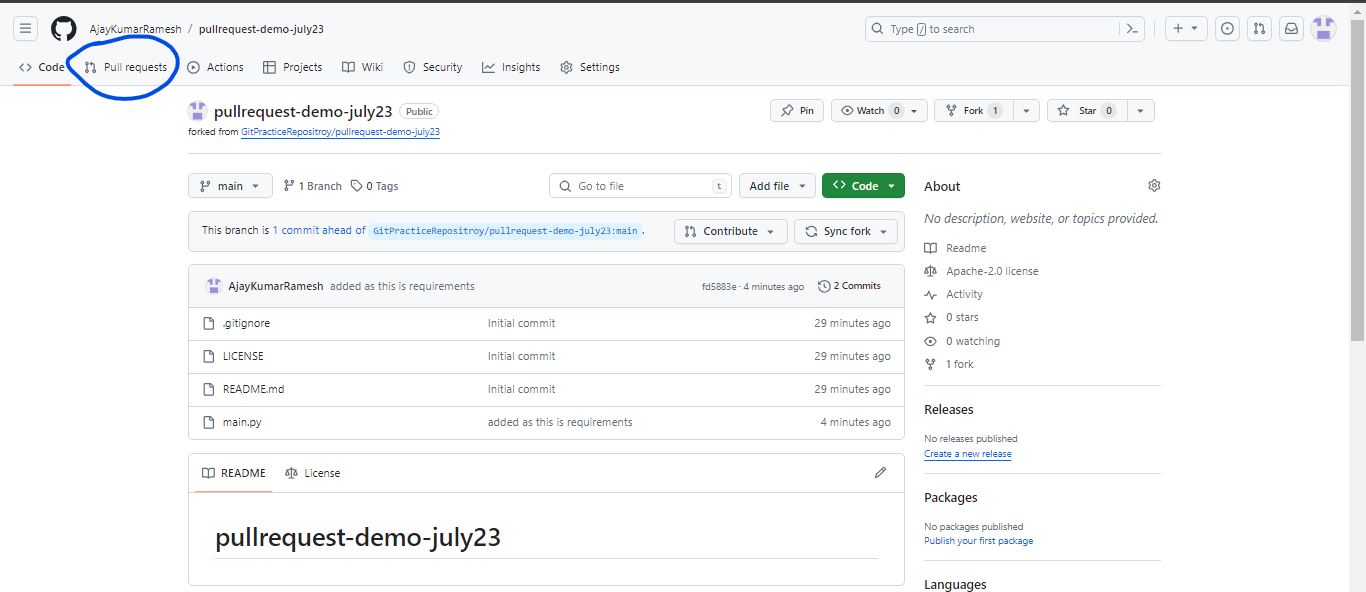 AjayKumarRamesh / pullrequest-demo-july23
Type / to search
Code Pull requests Actions Projects Wiki Security Insights Settings
pullrequest-demo-july23 Public
forked from GitPracticeRepositroy/pullrequest-demo-july23
Pin Watch 0 Fork 1 Star 0
main 1 Branch 0 Tags
Go to file t Add file Code
This branch is 1 commit ahead of GitPracticeRepositroy/pullrequest-demo-july23:main .
Contribute Sync fork
AjayKumarRamesh added as this is requirements fd5883e · 4 minutes ago 2 Commits
.gitignore Initial commit 29 minutes ago
LICENSE Initial commit 29 minutes ago
README.md Initial commit 29 minutes ago
main.py added as this is requirements 4 minutes ago
README License
pullrequest-demo-july23
About
No description, website, or topics provided.
Readme
Apache-2.0 license
Activity
0 stars
0 watching
1 fork
Releases
No releases published
Create a new release
Packages
No packages published
Publish your first package
Languages